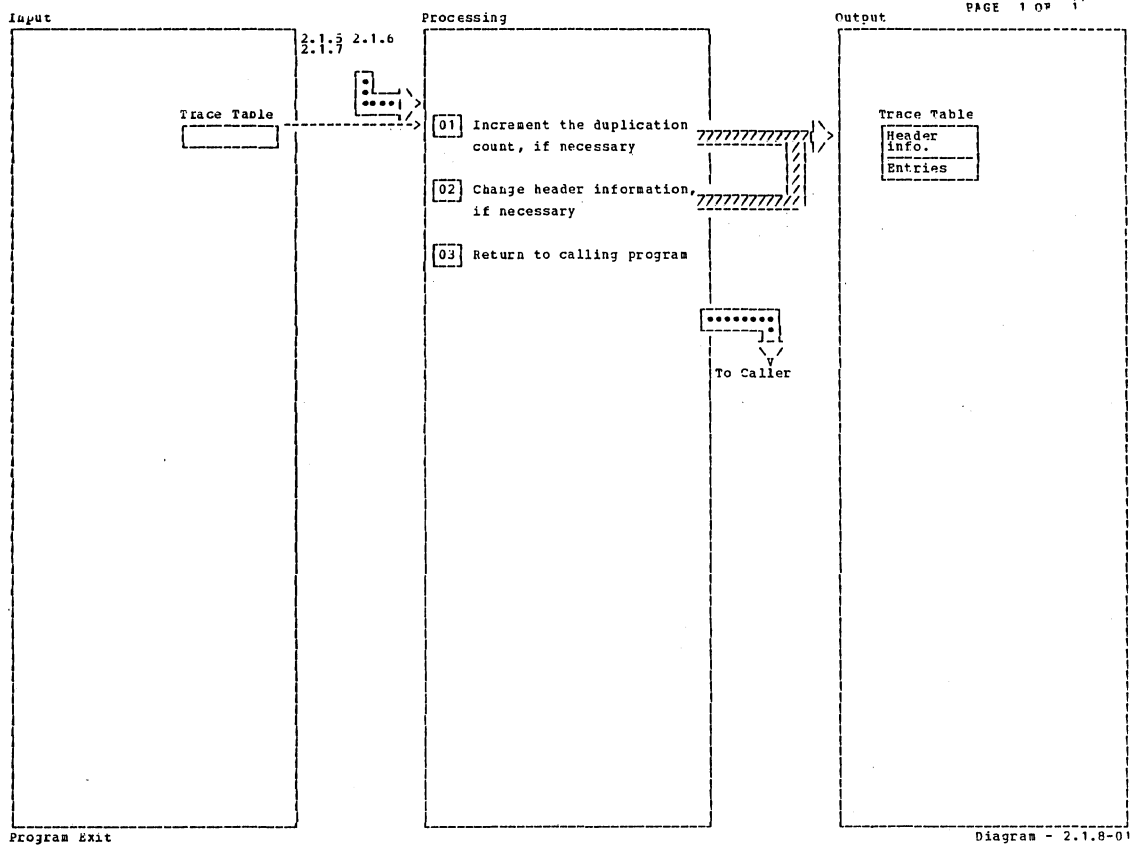 PAGE 1 OF 1
Input
Processing
Output
2.1.5 2.1.6
2.1.7
Trace Table
01 Increment the duplication
count, if necessary
02 Change header information,
if necessary
03 Return to calling program
To Caller
Trace Table
Header
info.
Entries
Program Exit
Diagram - 2.1.8-01